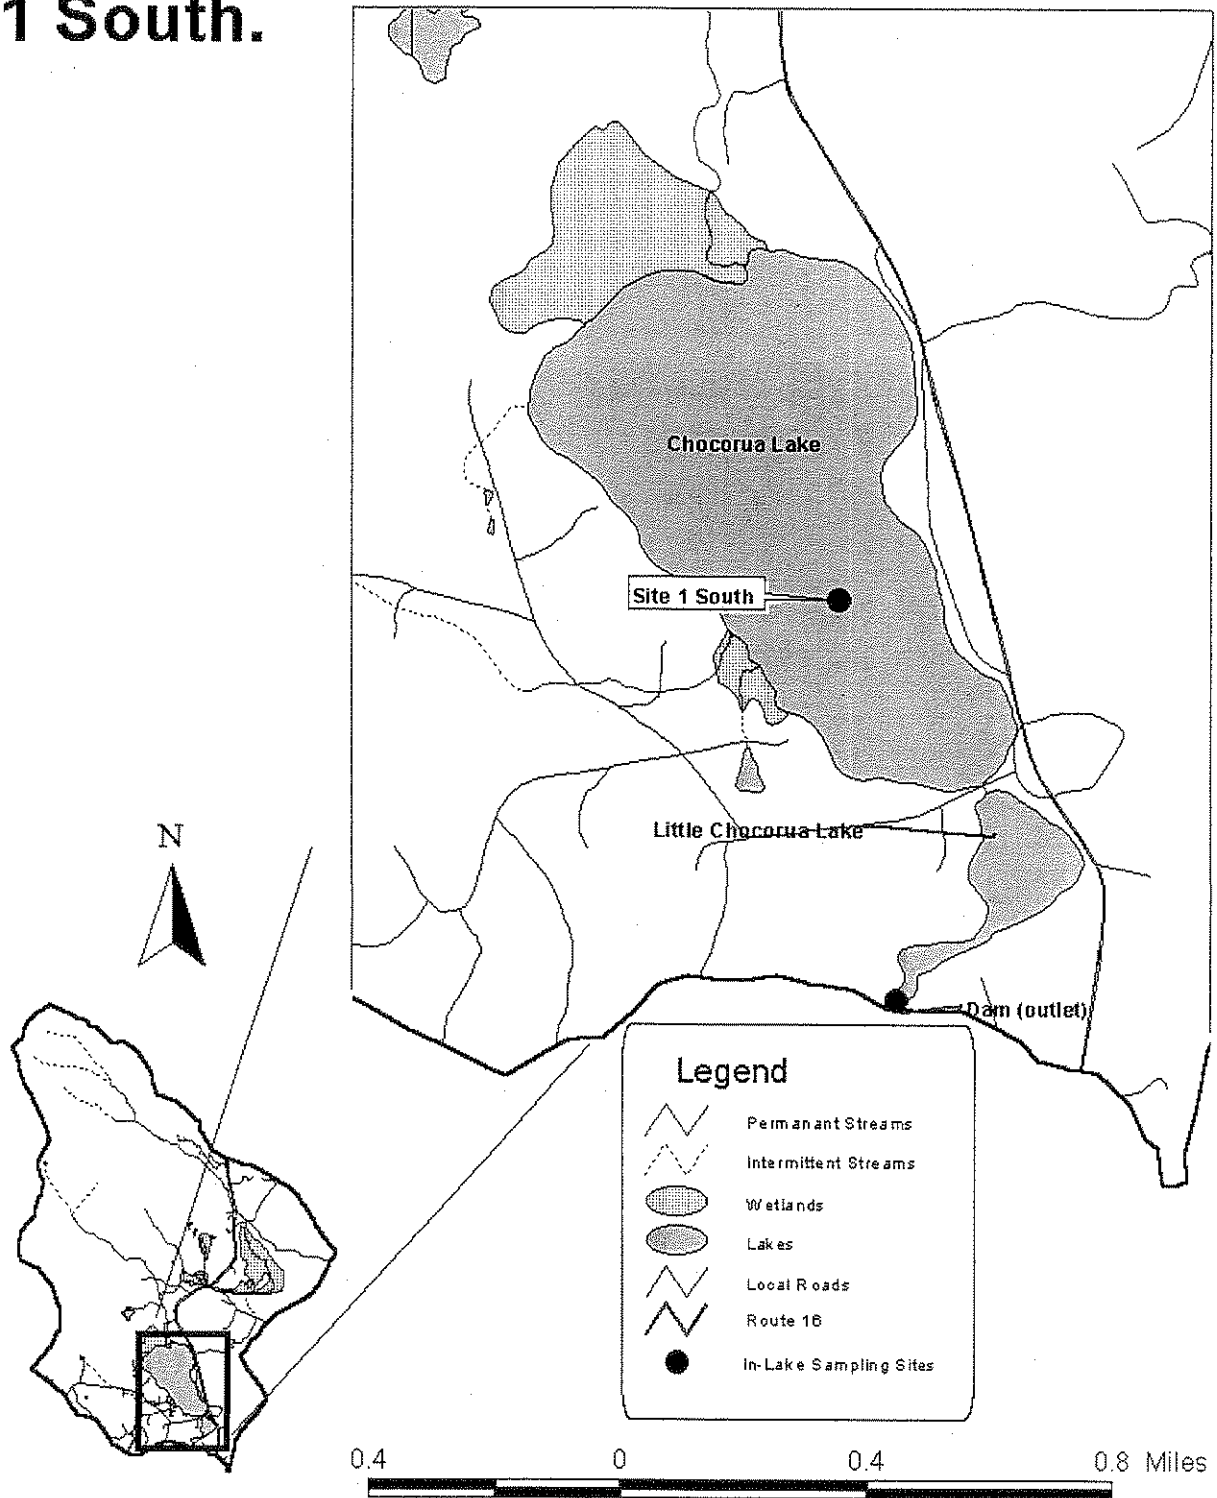 1 South.
Chocorua Lake
Site 1 South
Little Chocorua Lake
N
Dam (outlet)
Legend
Permanant Streams
Intermittent Streams
Wetlands
Lakes
Local Roads
Route 16
In-Lake Sampling Sites
0.4 0 0.4 0.8 Miles